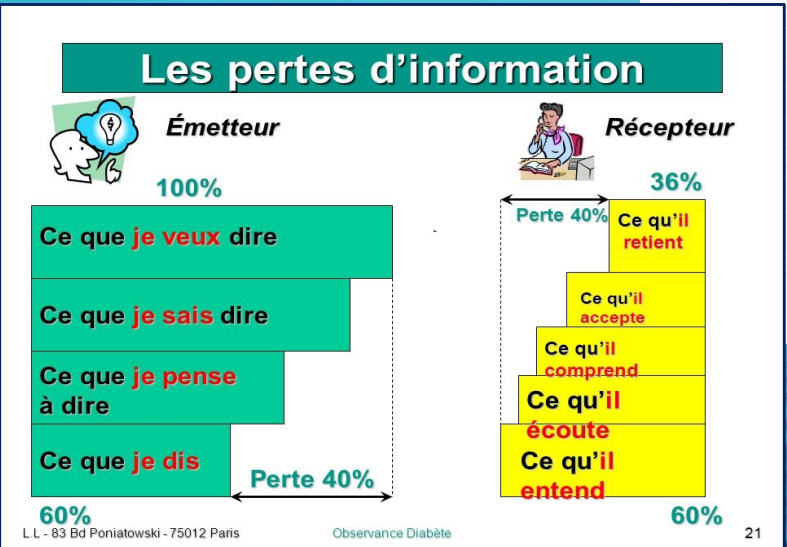 Les pertes d’information
Émetteur
100%
Ce que je veux dire
Ce que je sais dire
Ce que je pense
à dire
Ce que je dis
Perte 40%
60%
Récepteur
36%
Perte 40%
Ce qu’il
retient
Ce qu’il
accepte
Ce qu’il
comprend
Ce qu’il
écoute
Ce qu’il
entend
60%
L.L - 83 Bd Poniatowski - 75012 Paris
Observance Diabète
21